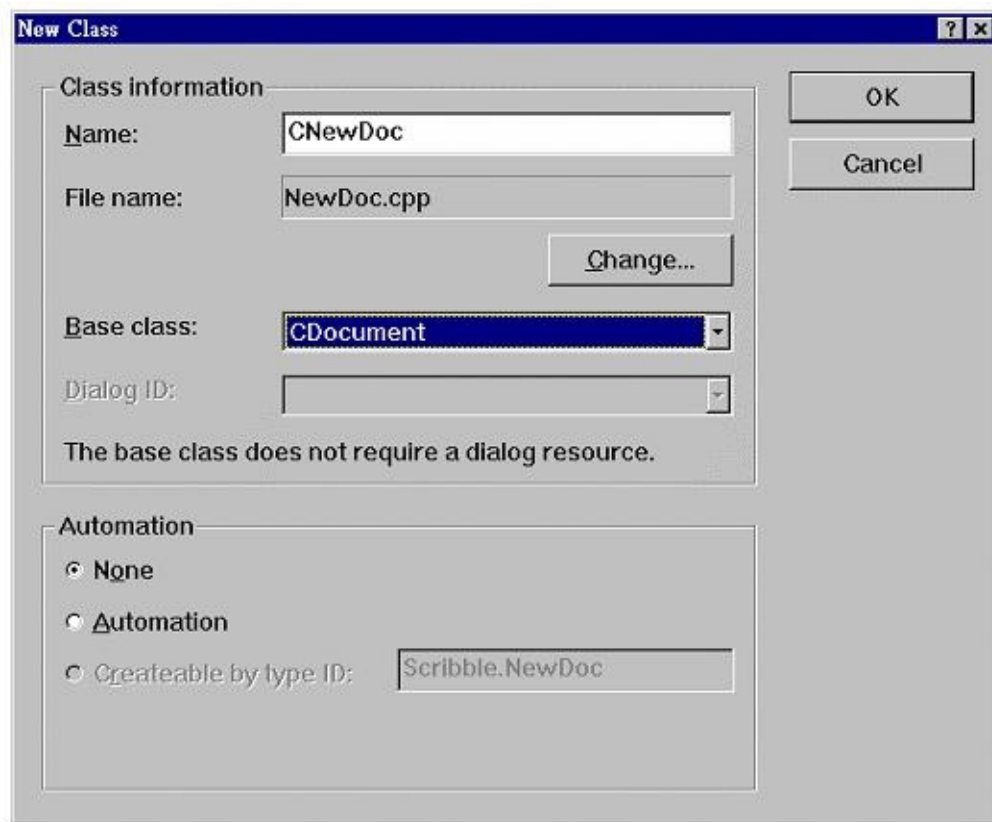 New Class
Class information
Name:
CNewDoc
File name:
NewDoc.cpp
Change...
Base class:
CDocument
Dialog ID:
The base class does not require a dialog resource.
OK
Cancel
Automation
None
Automation
Createable by type ID:
Scribble.NewDoc